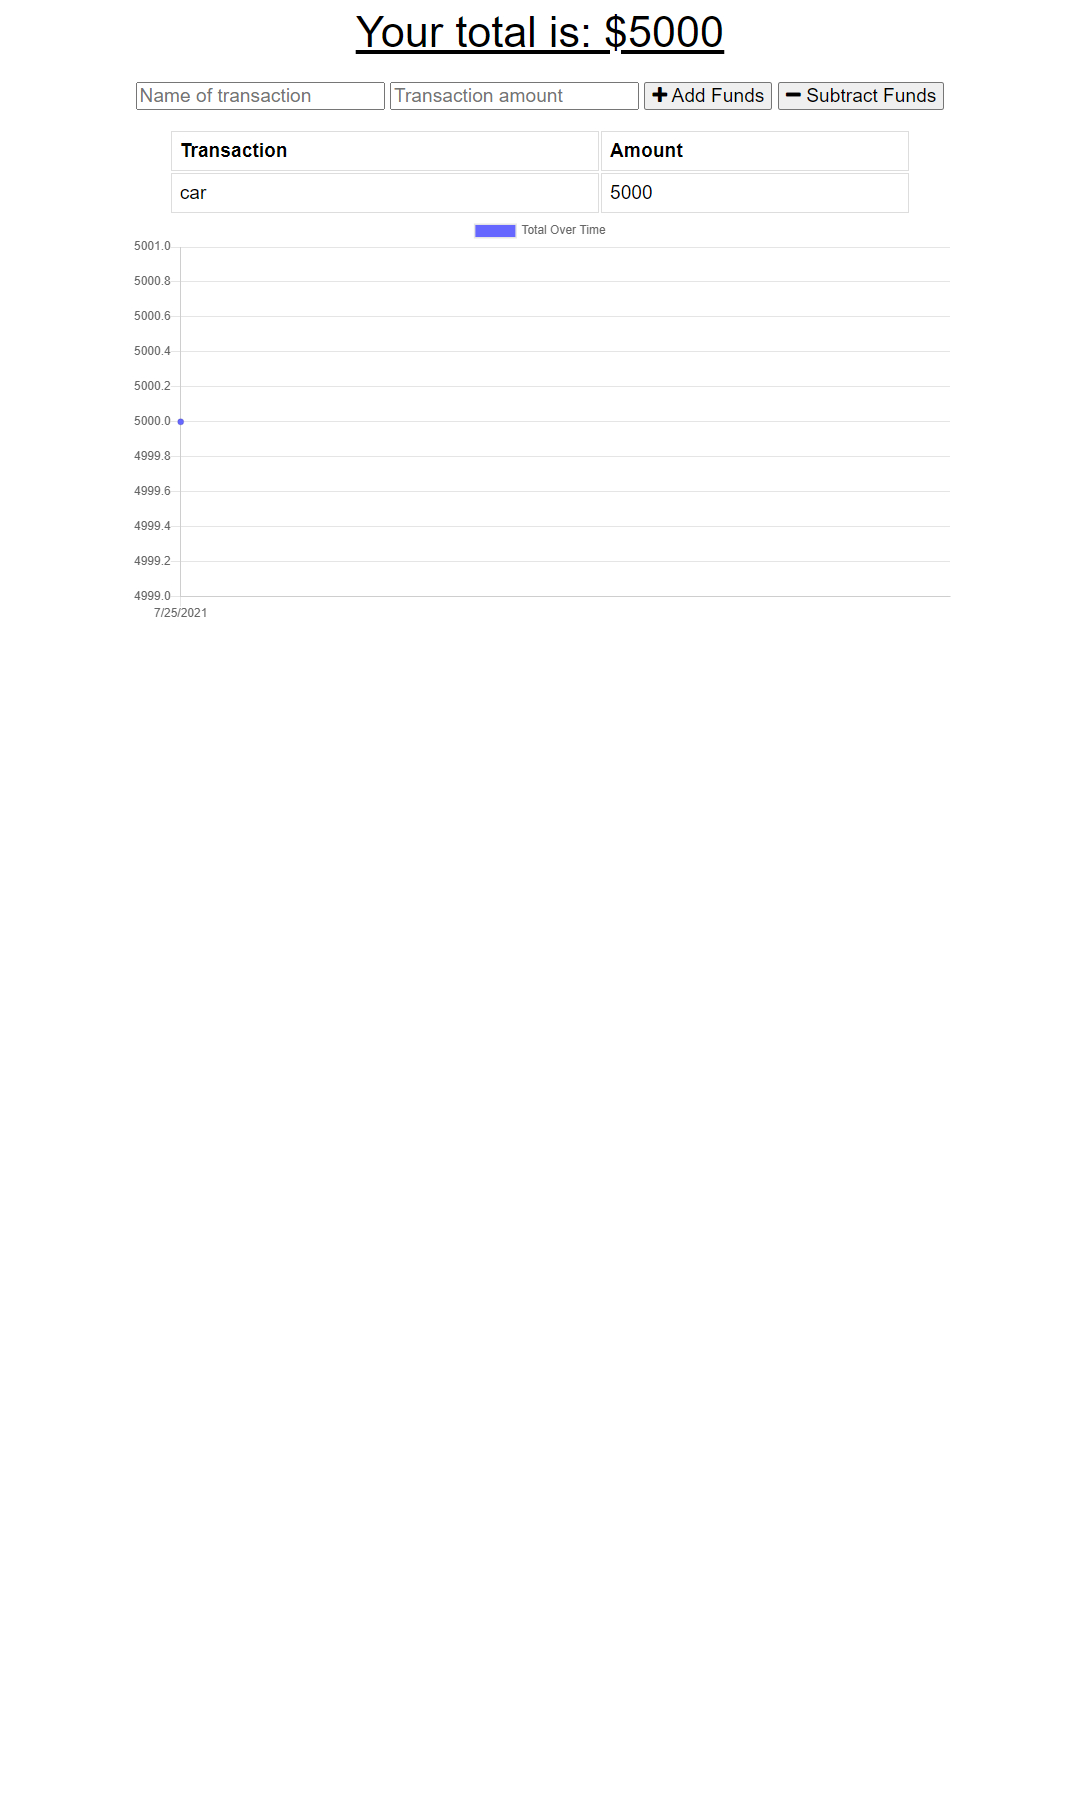 Your total is: $5000
Name of transaction Transaction amount Add Funds Subtract Funds
Transaction Amount
car 5000
Total Over Time
5001.0
5000.8
5000.6
5000.4
5000.2
5000.0
4999.8
4999.6
4999.4
4999.2
4999.0
7/25/2021